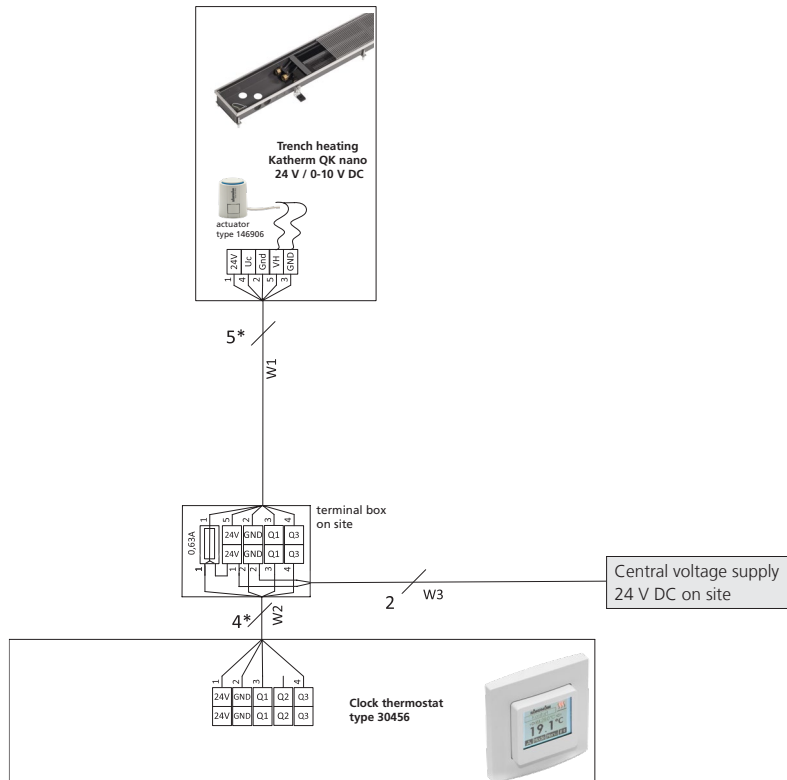 Trench heating
Katherm QK nano
24 V / 0-10 V DC
actuator
type 146906
24V Uc Gnd VH GND
1 4 2 5 3
5*
W1
terminal box
on site
1 5 2 3 4
0,63A
24V GND Q1 Q3
24V GND Q1 Q3
1 1 2 2 3 4
Central voltage supply
24 V DC on site
2 W3
4* W2
1 2 3 4
24V GND Q1 Q2 Q3
24V GND Q1 Q2 Q3
Clock thermostat
type 30456
19 1°C